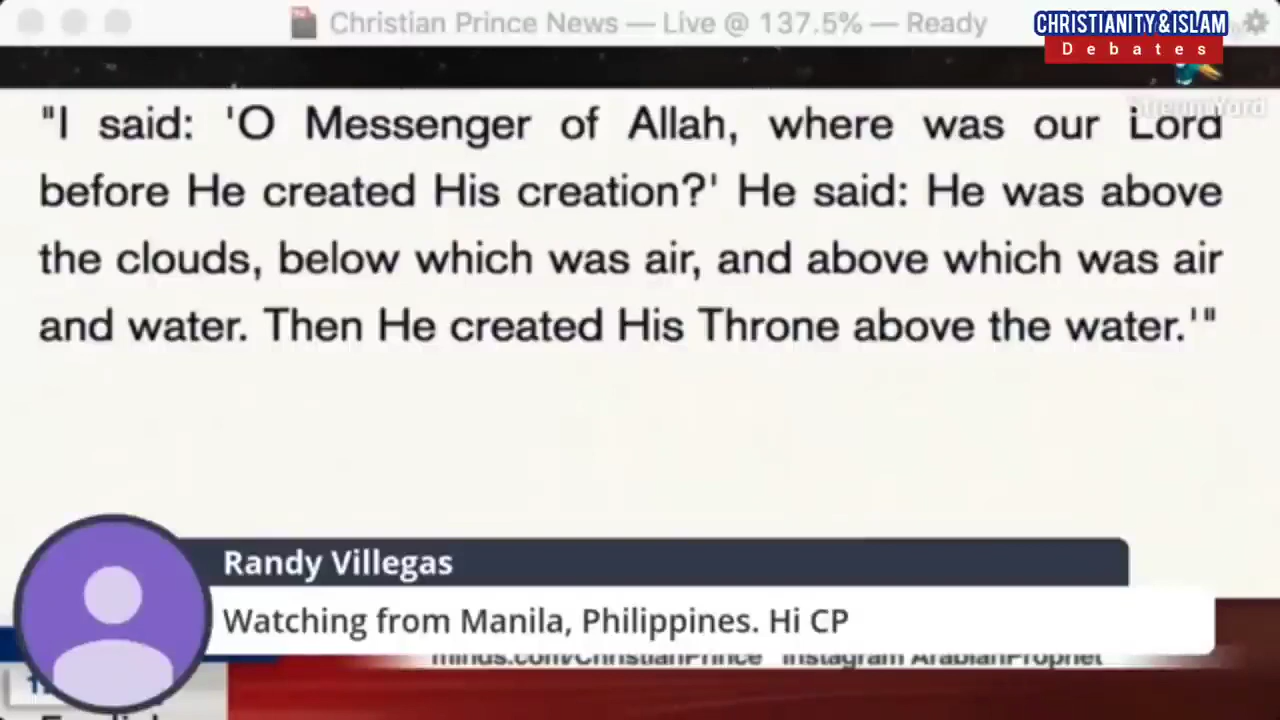 Christian Prince News — Live @ 137.5% — Ready
CHRISTIANITY & ISLAM
Debates
"I said: 'O Messenger of Allah, where was our Lord
before He created His creation?' He said: He was above
the clouds, below which was air, and above which was air
and water. Then He created His Throne above the water.'"
Randy Villegas
Watching from Manila, Philippines. Hi CP
minds.com/ChristianPrince Instagram ArabianProphet